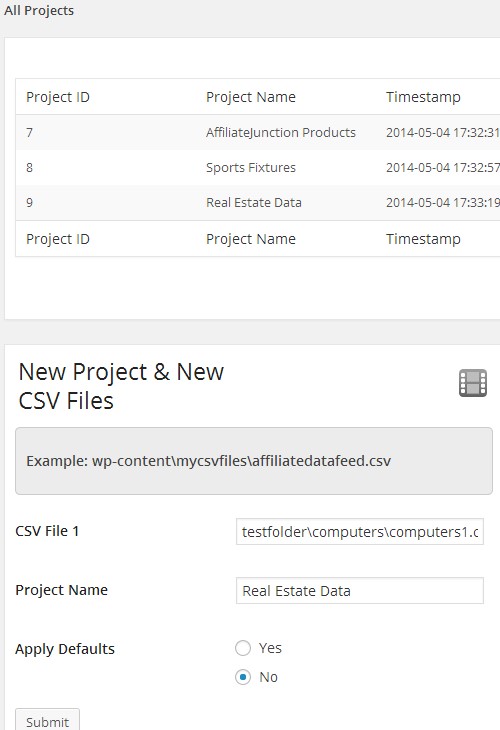 All Projects
Project ID Project Name Timestamp
7 AffiliateJunction Products 2014-05-04 17:32:31
8 Sports Fixtures 2014-05-04 17:32:57
9 Real Estate Data 2014-05-04 17:33:19
Project ID Project Name Timestamp
New Project & New
CSV Files
Example: wp-content\mycsvfiles\affiliatedatafeed.csv
CSV File 1 testfolder\computers\computers1.c
Project Name Real Estate Data
Apply Defaults Yes
No
Submit